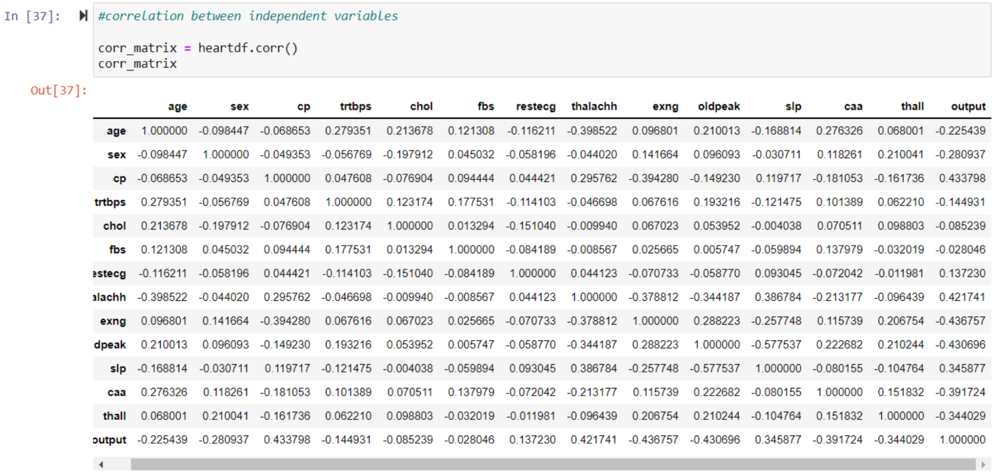 In [37]: #correlation between independent variables
corr_matrix = heartdf.corr()
corr_matrix
Out[37]:
age sex cp trtbps chol fbs restecg thalachh exng oldpeak slp caa thall output
age 1.000000 -0.098447 -0.068653 0.279351 0.213678 0.121308 -0.116211 -0.398522 0.096801 0.210013 -0.168814 0.276326 0.068001 -0.225439
sex -0.098447 1.000000 -0.049353 -0.056769 -0.197912 0.045032 -0.058196 -0.044020 0.141664 0.096093 -0.030711 0.118261 0.210041 -0.280937
cp -0.068653 -0.049353 1.000000 0.047608 -0.076904 0.094444 0.044421 0.295762 -0.394280 -0.149230 0.119717 -0.181053 -0.161736 0.433798
trtbps 0.279351 -0.056769 0.047608 1.000000 0.123174 0.177531 -0.114103 -0.046698 0.067616 0.193216 -0.121475 0.101389 0.062210 -0.144931
chol 0.213678 -0.197912 -0.076904 0.123174 1.000000 0.013294 -0.151040 -0.009940 0.067023 0.053952 -0.004038 0.070511 0.098803 -0.085239
fbs 0.121308 0.045032 0.094444 0.177531 0.013294 1.000000 -0.084189 -0.008567 0.025665 0.005747 -0.059894 0.137979 -0.032019 -0.028046
estecg -0.116211 -0.058196 0.044421 -0.114103 -0.151040 -0.084189 1.000000 0.044123 -0.070733 -0.058770 0.093045 -0.072042 -0.011981 0.137230
alachh -0.398522 -0.044020 0.295762 -0.046698 -0.009940 -0.008567 0.044123 1.000000 -0.378812 -0.344187 0.386784 -0.213177 -0.096439 0.421741
exng 0.096801 0.141664 -0.394280 0.067616 0.067023 0.025665 -0.070733 -0.378812 1.000000 0.288223 -0.257748 0.115739 0.206754 -0.436757
dpeak 0.210013 0.096093 -0.149230 0.193216 0.053952 0.005747 -0.058770 -0.344187 0.288223 1.000000 -0.577537 0.222682 0.210244 -0.430696
slp -0.168814 -0.030711 0.119717 -0.121475 -0.004038 -0.059894 0.093045 0.386784 -0.257748 -0.577537 1.000000 -0.080155 -0.104764 0.345877
caa 0.276326 0.118261 -0.181053 0.101389 0.070511 0.137979 -0.072042 -0.213177 0.115739 0.222682 -0.080155 1.000000 0.151832 -0.391724
thall 0.068001 0.210041 -0.161736 0.062210 0.098803 -0.032019 -0.011981 -0.096439 0.206754 0.210244 -0.104764 0.151832 1.000000 -0.344029
output -0.225439 -0.280937 0.433798 -0.144931 -0.085239 -0.028046 0.137230 0.421741 -0.436757 -0.430696 0.345877 -0.391724 -0.344029 1.000000